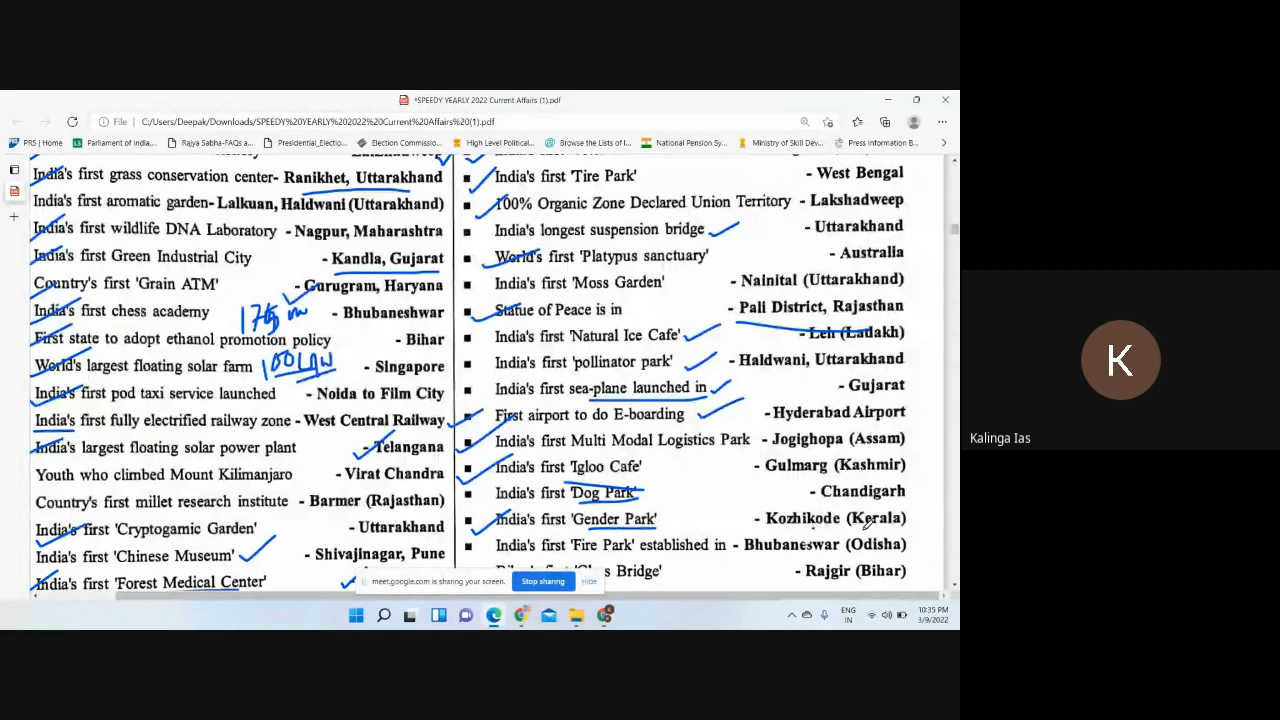 *SPEEDY YEARLY 2022 Current Affairs (1).pdf
File | C:/Users/Deepak/Downloads/SPEEDY%20YEARLY%202022%20Current%20Affairs%20(1).pdf
PRS | Home
Parliament of India,...
Rajya Sabha-FAQs a...
Presidential_Electio...
Election Commissio...
High Level Political...
Browse the Lists of I...
National Pension Sy...
Ministry of Skill Dev...
Press Information B...
Lakshadweep
India's first grass conservation center- Ranikhet, Uttarakhand
India's first aromatic garden- Lalkuan, Haldwani (Uttarakhand)
India's first wildlife DNA Laboratory - Nagpur, Maharashtra
India's first Green Industrial City - Kandla, Gujarat
Country's first 'Grain ATM' - Gurugram, Haryana
India's first chess academy - Bhubaneshwar
First state to adopt ethanol promotion policy - Bihar
World's largest floating solar farm - Singapore
India's first pod taxi service launched - Noida to Film City
India's first fully electrified railway zone - West Central Railway
India's largest floating solar power plant - Telangana
Youth who climbed Mount Kilimanjaro - Virat Chandra
Country's first millet research institute - Barmer (Rajasthan)
India's first 'Cryptogamic Garden' - Uttarakhand
India's first 'Chinese Museum' - Shivajinagar, Pune
India's first 'Forest Medical Center'
▪ India's first 'Tire Park' - West Bengal
▪ 100% Organic Zone Declared Union Territory - Lakshadweep
▪ India's longest suspension bridge - Uttarakhand
▪ World's first 'Platypus sanctuary' - Australia
▪ India's first 'Moss Garden' - Nainital (Uttarakhand)
▪ Statue of Peace is in - Pali District, Rajasthan
▪ India's first 'Natural Ice Cafe' - Leh (Ladakh)
▪ India's first 'pollinator park' - Haldwani, Uttarakhand
▪ India's first sea-plane launched in - Gujarat
▪ First airport to do E-boarding - Hyderabad Airport
▪ India's first Multi Modal Logistics Park - Jogighopa (Assam)
▪ India's first 'Igloo Cafe' - Gulmarg (Kashmir)
▪ India's first 'Dog Park' - Chandigarh
▪ India's first 'Gender Park' - Kozhikode (Kerala)
▪ India's first 'Fire Park' established in - Bhubaneswar (Odisha)
Bridge' - Rajgir (Bihar)
meet.google.com is sharing your screen.
Stop sharing
Hide
ENG
IN
10:35 PM
3/9/2022
K
Kalinga Ias